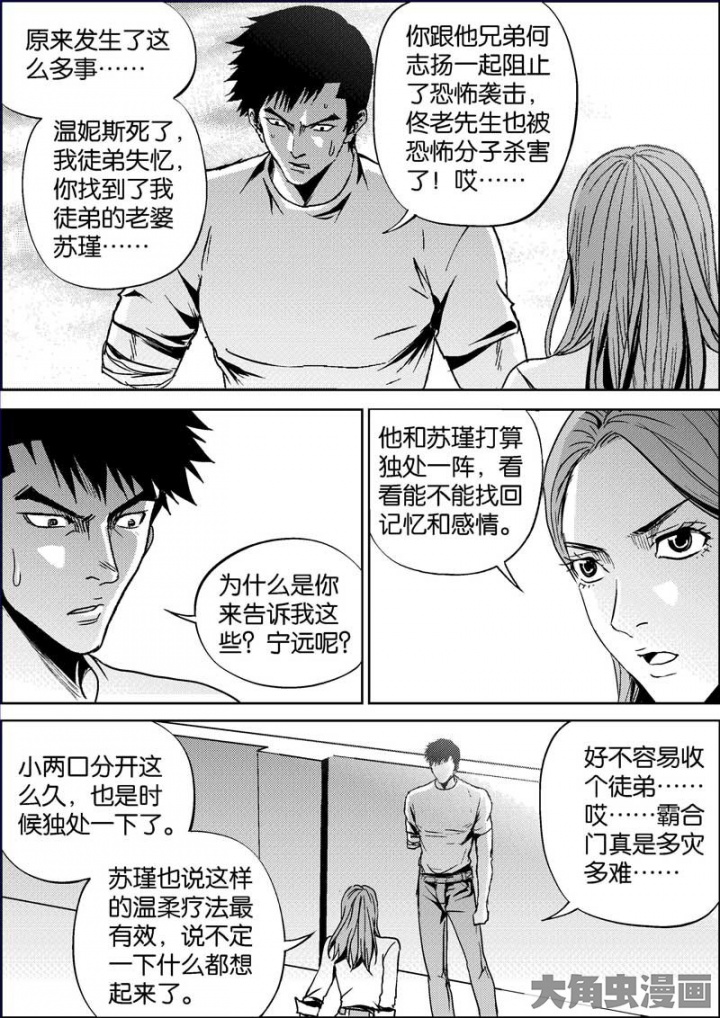 原来发生了这
么多事……
温妮斯死了，
我徒弟失忆，
你找到了我
徒弟的老婆
苏瑾……
你跟他兄弟何
志扬一起阻止
了恐怖袭击，
佟老先生也被
恐怖分子杀害
了！哎……
为什么是你
来告诉我这
些？宁远呢？
他和苏瑾打算
独处一阵，看
看能不能找回
记忆和感情。
小两口分开这
么久，也是时
候独处一下了。
苏瑾也说这样
的温柔疗法最
有效，说不定
一下什么都想
起来了。
好不容易收
个徒弟……
哎……霸合
门真是多灾
多难……
大角虫漫画